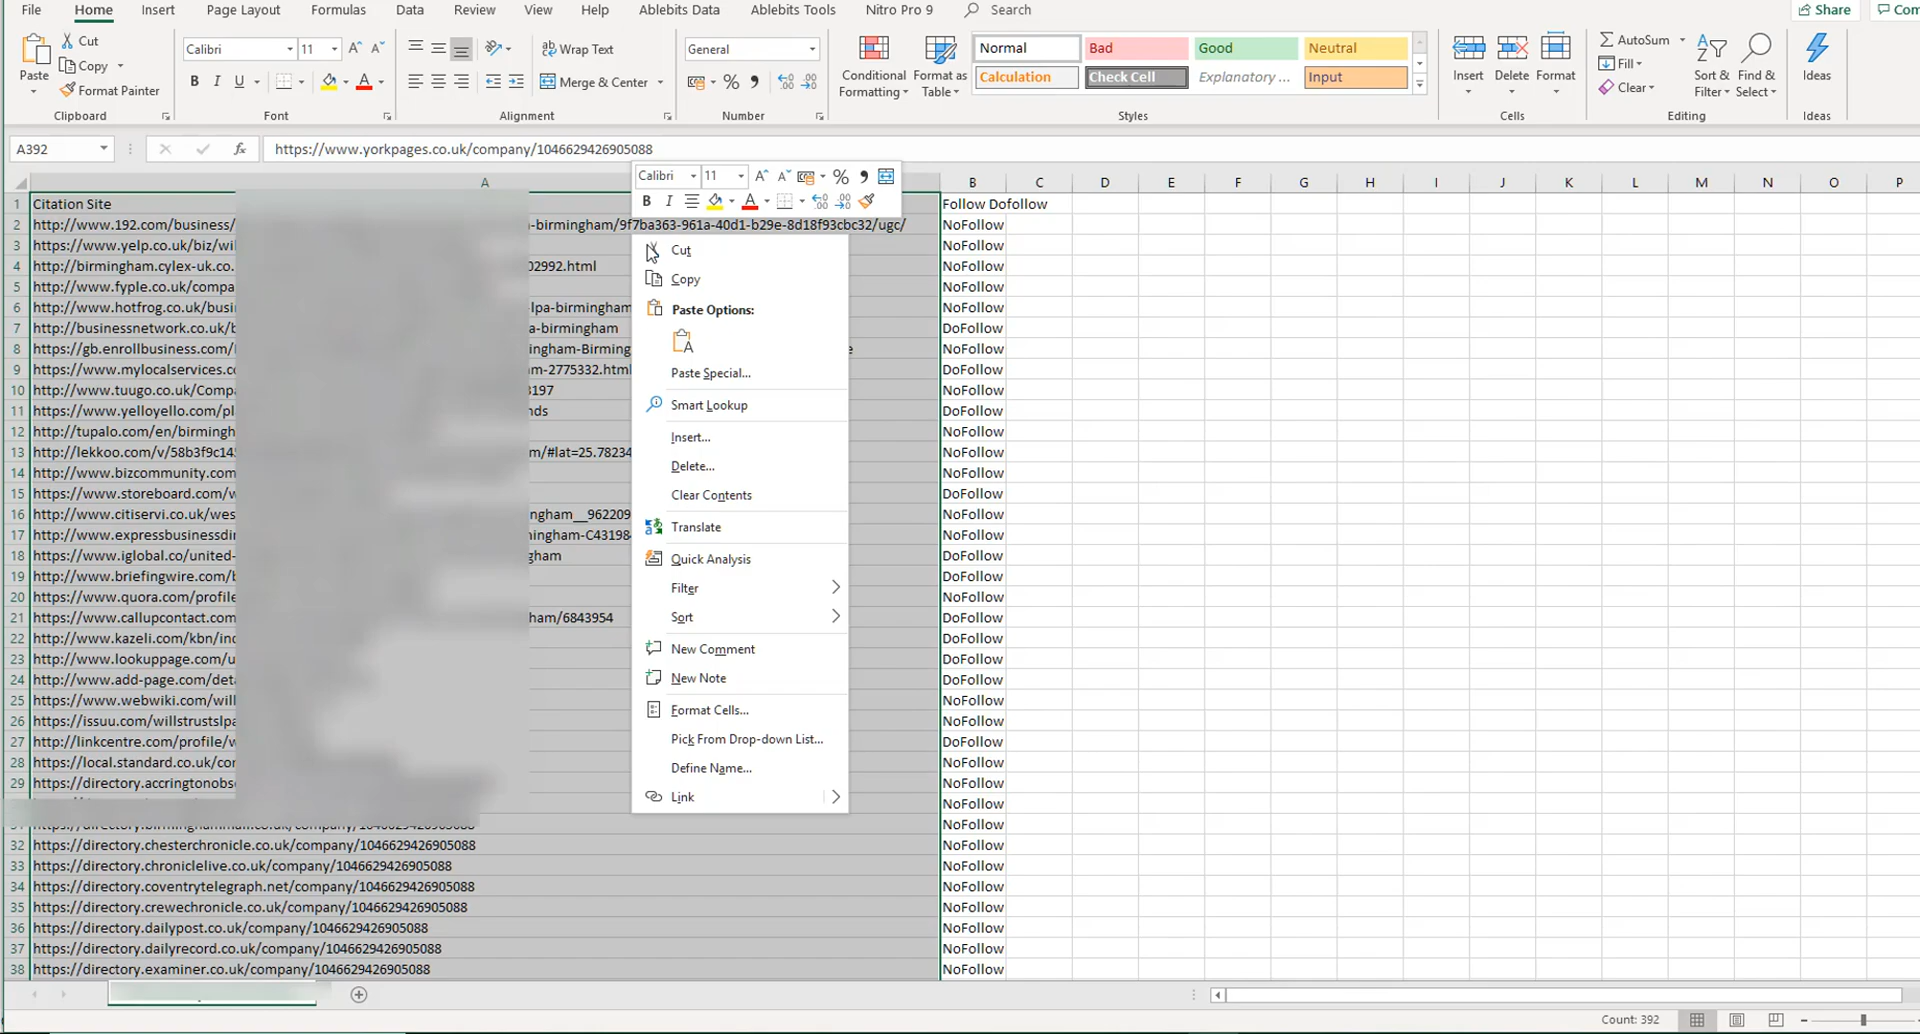 File Home Insert Page Layout Formulas Data Review View Help Ablebits Data Ablebits Tools Nitro Pro 9 Search Share Com
Paste Cut Copy Format Painter Clipboard
Calibri 11 B I U A Font
ab Wrap Text Merge & Center Alignment
General % Number
Conditional Formatting Format as Table
Normal Bad Good Neutral
Calculation Check Cell Explanatory ... Input
Styles
Insert Delete Format Cells
AutoSum Fill Clear Sort & Filter Find & Select Editing
Ideas Ideas
A392 fx https://www.yorkpages.co.uk/company/1046629426905088
Calibri 11 %
B I A
A B C D E F G H I J K L M N O P
1 Citation Site Follow Dofollow
2 http://www.192.com/business/ -birmingham/9f7ba363-961a-40d1-b29e-8d18f93cbc32/ugc/ NoFollow
3 https://www.yelp.co.uk/biz/wi NoFollow
4 http://birmingham.cylex-uk.co. 02992.html NoFollow
5 http://www.fyple.co.uk/compa NoFollow
6 http://www.hotfrog.co.uk/busi lpa-birmingham NoFollow
7 http://businessnetwork.co.uk/b a-birmingham DoFollow
8 https://gb.enrollbusiness.com/ ingham-Birming e NoFollow
9 https://www.mylocalservices.c am-2775332.html DoFollow
10 http://www.tuugo.co.uk/Comp 3197 NoFollow
11 https://www.yelloyello.com/pl nds DoFollow
12 http://tupalo.com/en/birmingh NoFollow
13 http://lekkoo.com/v/58b3f9c14 m/#lat=25.78234 NoFollow
14 http://www.bizcommunity.com NoFollow
15 https://www.storeboard.com/w DoFollow
16 http://www.citiservi.co.uk/wes ngham__962209 NoFollow
17 http://www.expressbusinessdi mingham-C43198 NoFollow
18 https://www.iglobal.co/united- gham DoFollow
19 http://www.briefingwire.com/b DoFollow
20 https://www.quora.com/profile NoFollow
21 https://www.callupcontact.com ham/6843954 DoFollow
22 http://www.kazeli.com/kbn/in DoFollow
23 http://www.lookuppage.com/u DoFollow
24 http://www.add-page.com/det DoFollow
25 https://www.webwiki.com/will NoFollow
26 https://issuu.com/willstrustslpa NoFollow
27 http://linkcentre.com/profile/w DoFollow
28 https://local.standard.co.uk/co NoFollow
29 https://directory.accringtonobs NoFollow
NoFollow
NoFollow
32 https://directory.chesterchronicle.co.uk/company/1046629426905088 NoFollow
33 https://directory.chroniclelive.co.uk/company/1046629426905088 NoFollow
34 https://directory.coventrytelegraph.net/company/1046629426905088 NoFollow
35 https://directory.crewechronicle.co.uk/company/1046629426905088 NoFollow
36 https://directory.dailypost.co.uk/company/1046629426905088 NoFollow
37 https://directory.dailyrecord.co.uk/company/1046629426905088 NoFollow
38 https://directory.examiner.co.uk/company/1046629426905088 NoFollow
Cut
Copy
Paste Options:
Paste Special...
Smart Lookup
Insert...
Delete...
Clear Contents
Translate
Quick Analysis
Filter
Sort
New Comment
New Note
Format Cells...
Pick From Drop-down List...
Define Name...
Link
Count: 392